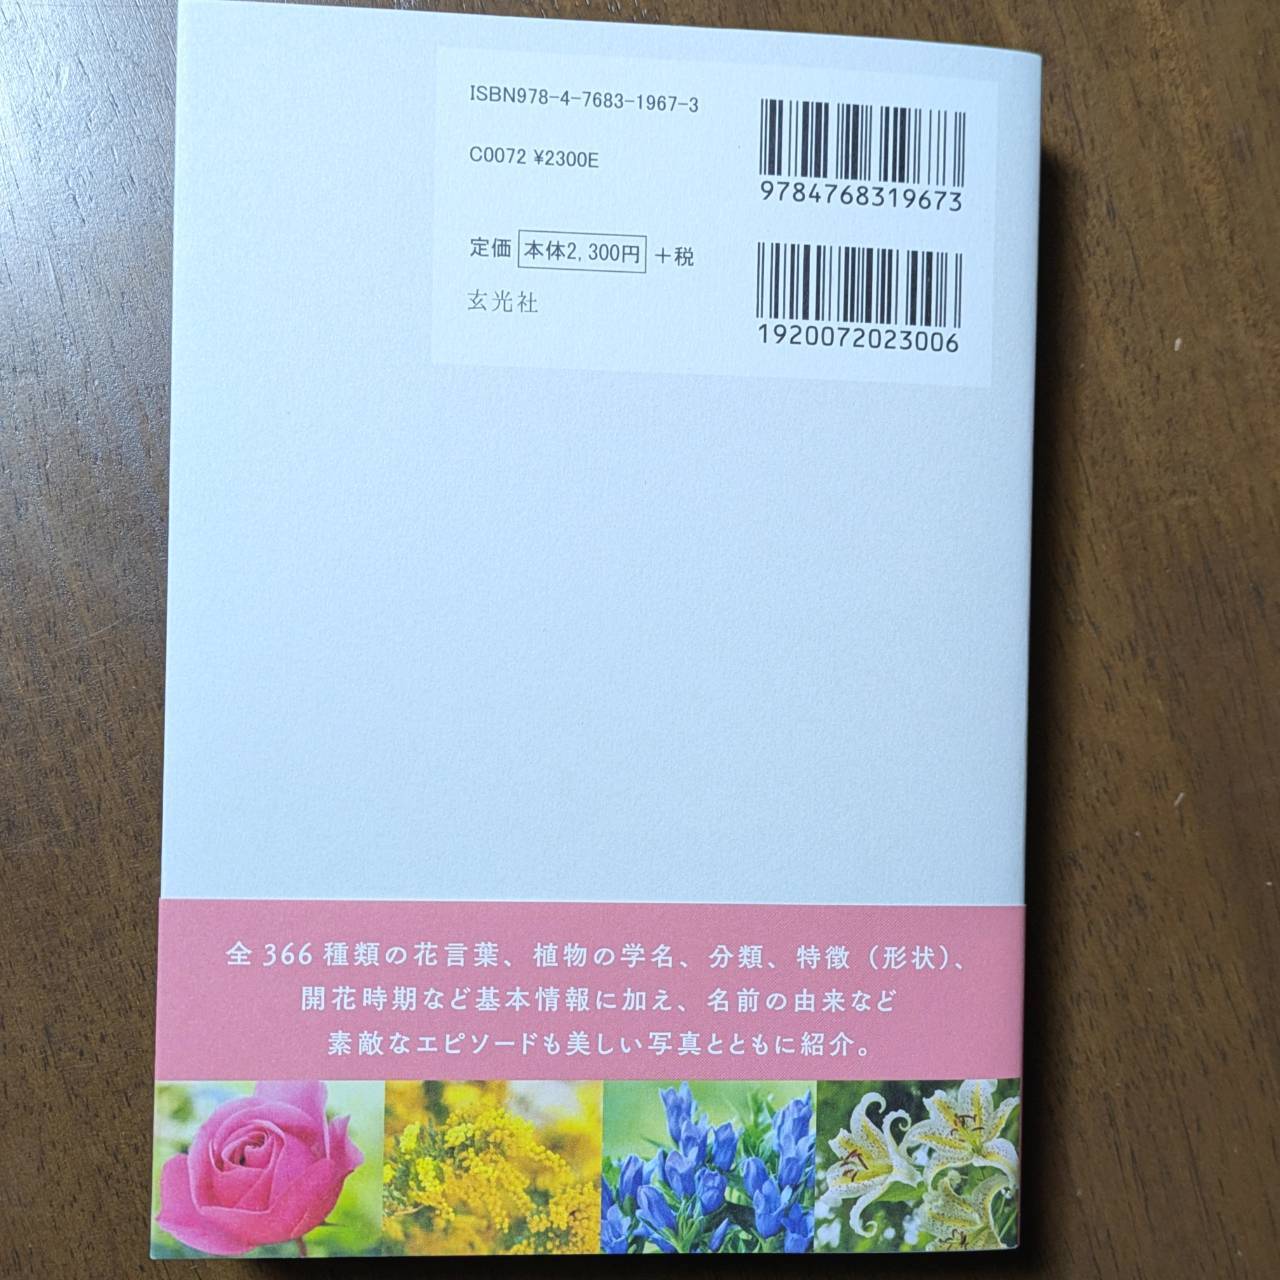 ISBN978-4-7683-1967-3
C0072 ¥2300E
9784768319673
定価 本体2,300円 +税
玄光社
1920072023006
全366種類の花言葉、植物の学名、分類、特徴（形状）、
開花時期など基本情報に加え、名前の由来など
素敵なエピソードも美しい写真とともに紹介。